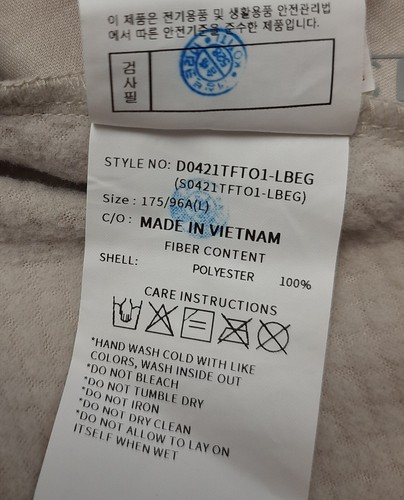 이 제품은 전기용품 및 생활용품 안전관리법
에서 따른 안전기준을 준수한 제품입니다.
검사필
STYLE NO: D0421TFTO1-LBEG
(S0421TFTO1-LBEG)
Size : 175/96A(L)
C/O : MADE IN VIETNAM
FIBER CONTENT
SHELL: POLYESTER 100%
CARE INSTRUCTIONS
*HAND WASH COLD WITH LIKE
COLORS, WASH INSIDE OUT
*DO NOT BLEACH
*DO NOT TUMBLE DRY
*DO NOT IRON
*DO NOT DRY CLEAN
*DO NOT ALLOW TO LAY ON
ITSELF WHEN WET